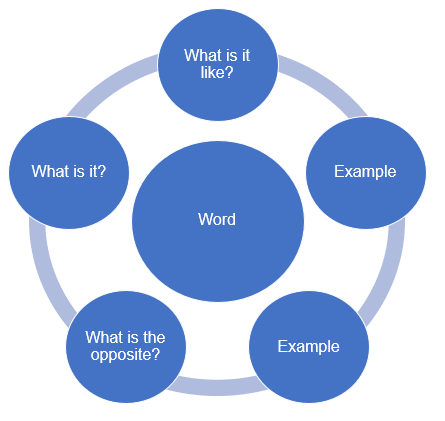 What is it
like?
What is it?
Example
Word
What is the
opposite?
Example